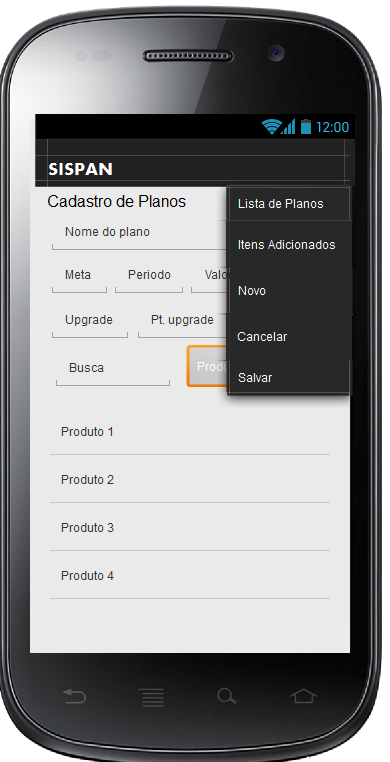 12:00
SISPAN
Cadastro de Planos
Lista de Planos
Nome do plano
Itens Adicionados
Meta Periodo
Novo
Upgrade Pt. upgrade
Cancelar
Busca
Salvar
Produto 1
Produto 2
Produto 3
Produto 4